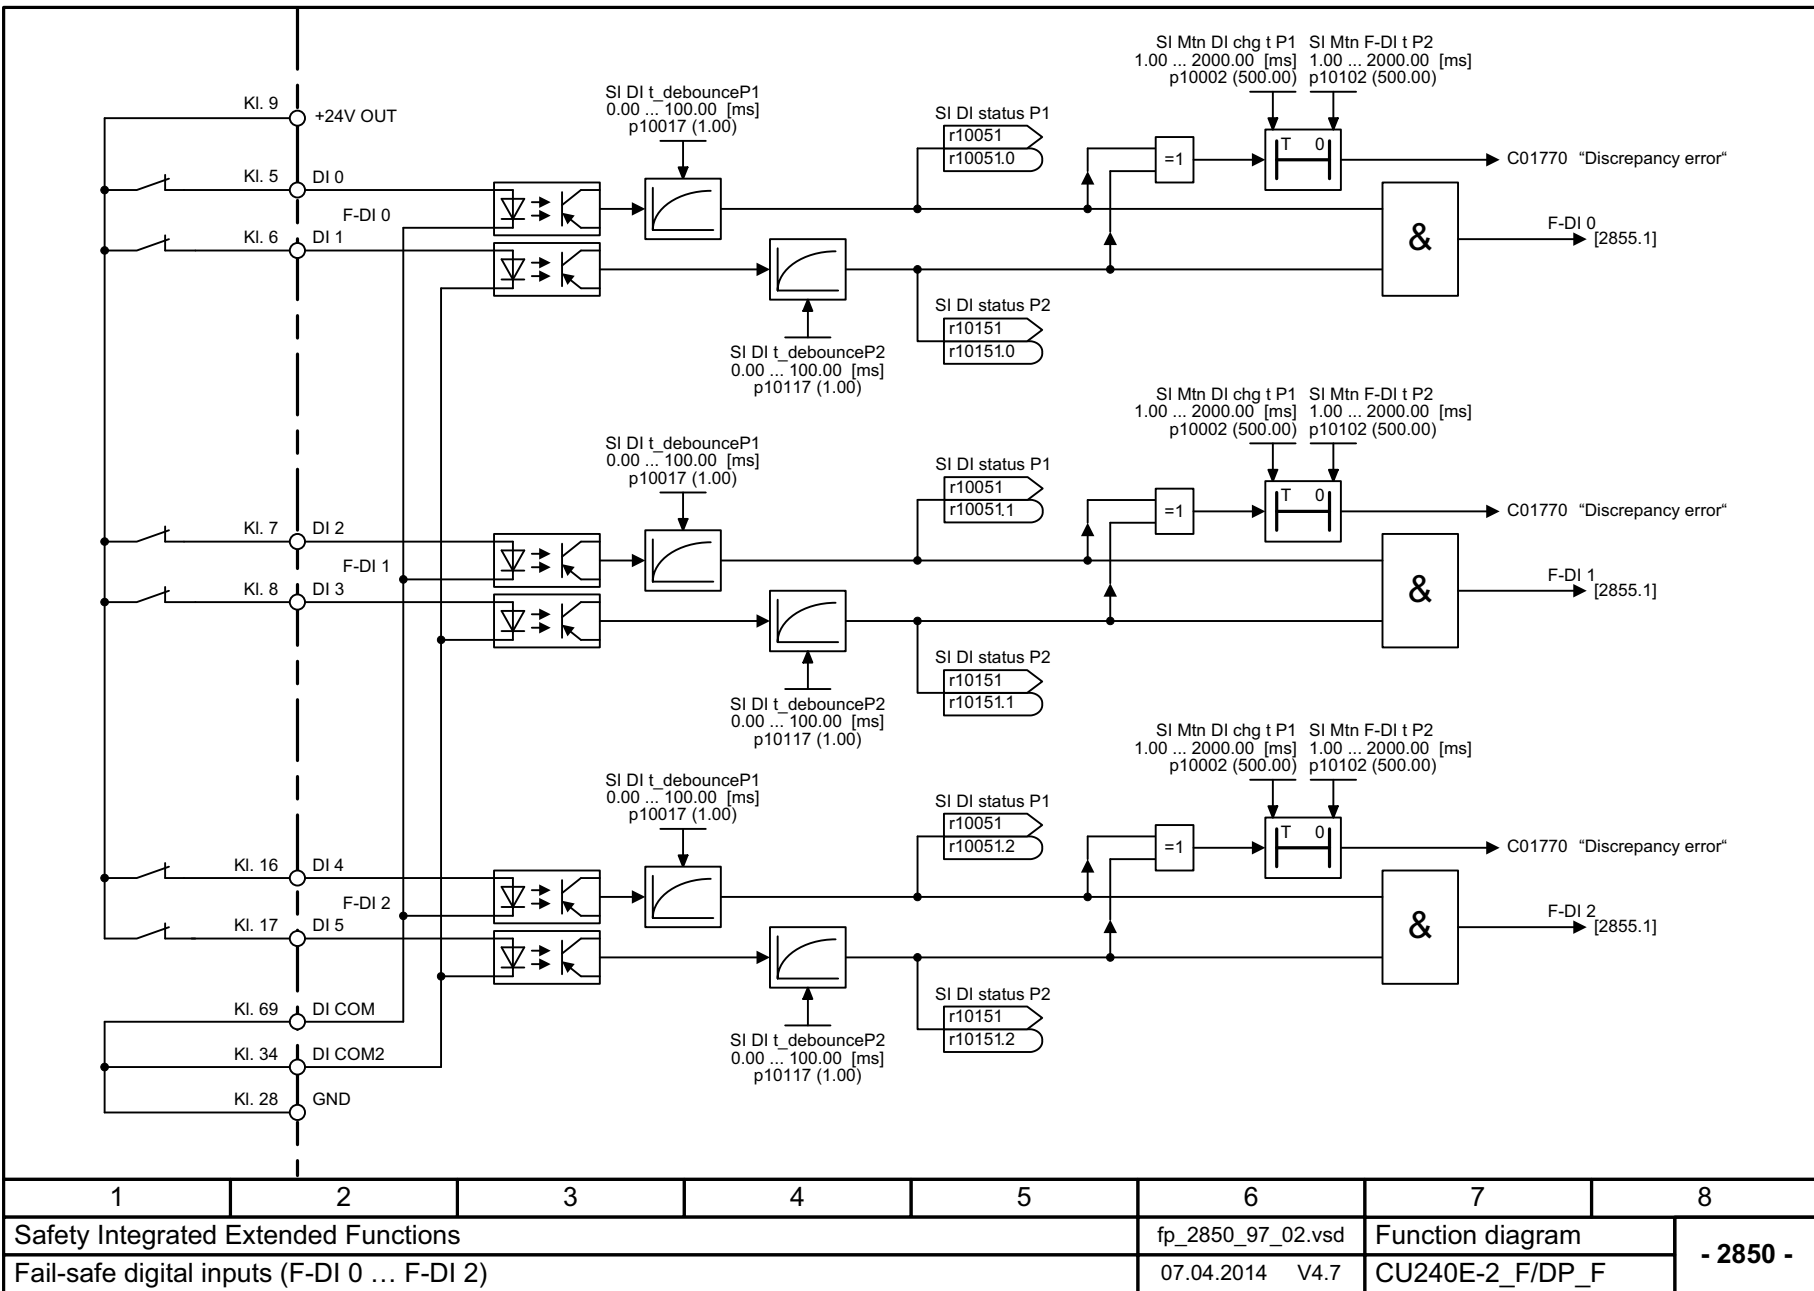 SI Mtn DI chg t P1 SI Mtn F-DI t P2
1.00 ... 2000.00 [ms] 1.00 ... 2000.00 [ms]
p10002 (500.00) p10102 (500.00)
SI DI t_debounceP1
0.00 ... 100.00 [ms]
p10017 (1.00)
Kl. 9 +24V OUT
SI DI status P1
r10051
r10051.0
=1
T 0
C01770 "Discrepancy error"
Kl. 5 DI 0
F-DI 0
Kl. 6 DI 1
&
F-DI 0
[2855.1]
SI DI status P2
r10151
r10151.0
SI DI t_debounceP2
0.00 ... 100.00 [ms]
p10117 (1.00)
SI Mtn DI chg t P1 SI Mtn F-DI t P2
1.00 ... 2000.00 [ms] 1.00 ... 2000.00 [ms]
p10002 (500.00) p10102 (500.00)
SI DI t_debounceP1
0.00 ... 100.00 [ms]
p10017 (1.00)
SI DI status P1
r10051
r10051.1
=1
T 0
C01770 "Discrepancy error"
Kl. 7 DI 2
F-DI 1
Kl. 8 DI 3
&
F-DI 1
[2855.1]
SI DI status P2
r10151
r10151.1
SI DI t_debounceP2
0.00 ... 100.00 [ms]
p10117 (1.00)
SI Mtn DI chg t P1 SI Mtn F-DI t P2
1.00 ... 2000.00 [ms] 1.00 ... 2000.00 [ms]
p10002 (500.00) p10102 (500.00)
SI DI t_debounceP1
0.00 ... 100.00 [ms]
p10017 (1.00)
SI DI status P1
r10051
r10051.2
=1
T 0
C01770 "Discrepancy error"
Kl. 16 DI 4
F-DI 2
Kl. 17 DI 5
&
F-DI 2
[2855.1]
SI DI status P2
r10151
r10151.2
SI DI t_debounceP2
0.00 ... 100.00 [ms]
p10117 (1.00)
Kl. 69 DI COM
Kl. 34 DI COM2
Kl. 28 GND
1 2 3 4 5 6 7 8
Safety Integrated Extended Functions fp_2850_97_02.vsd Function diagram
- 2850 -
Fail-safe digital inputs (F-DI 0 … F-DI 2) 07.04.2014 V4.7 CU240E-2_F/DP_F